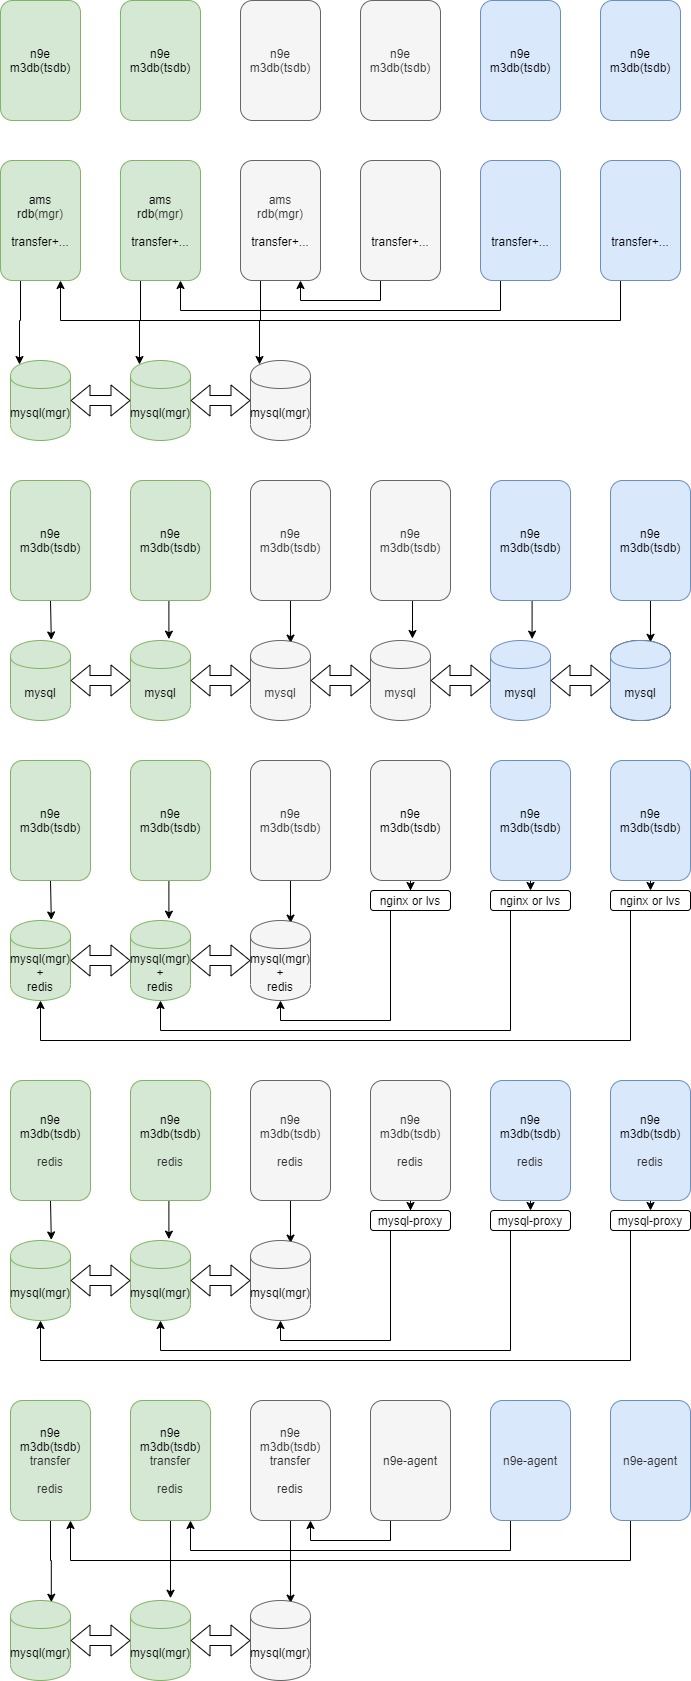 n9e
m3db(tsdb)
n9e
m3db(tsdb)
n9e
m3db(tsdb)
n9e
m3db(tsdb)
n9e
m3db(tsdb)
n9e
m3db(tsdb)
ams
rdb(mgr)
transfer+...
ams
rdb(mgr)
transfer+...
ams
rdb(mgr)
transfer+...
transfer+...
transfer+...
transfer+...
mysql(mgr)
mysql(mgr)
mysql(mgr)
n9e
m3db(tsdb)
n9e
m3db(tsdb)
n9e
m3db(tsdb)
n9e
m3db(tsdb)
n9e
m3db(tsdb)
n9e
m3db(tsdb)
mysql
mysql
mysql
mysql
mysql
mysql
n9e
m3db(tsdb)
n9e
m3db(tsdb)
n9e
m3db(tsdb)
n9e
m3db(tsdb)
n9e
m3db(tsdb)
n9e
m3db(tsdb)
nginx or lvs
nginx or lvs
nginx or lvs
mysql(mgr)
+
redis
mysql(mgr)
+
redis
mysql(mgr)
+
redis
n9e
m3db(tsdb)
redis
n9e
m3db(tsdb)
redis
n9e
m3db(tsdb)
redis
n9e
m3db(tsdb)
redis
n9e
m3db(tsdb)
redis
n9e
m3db(tsdb)
redis
mysql-proxy
mysql-proxy
mysql-proxy
mysql(mgr)
mysql(mgr)
mysql(mgr)
n9e
m3db(tsdb)
transfer
redis
n9e
m3db(tsdb)
transfer
redis
n9e
m3db(tsdb)
transfer
redis
n9e-agent
n9e-agent
n9e-agent
mysql(mgr)
mysql(mgr)
mysql(mgr)